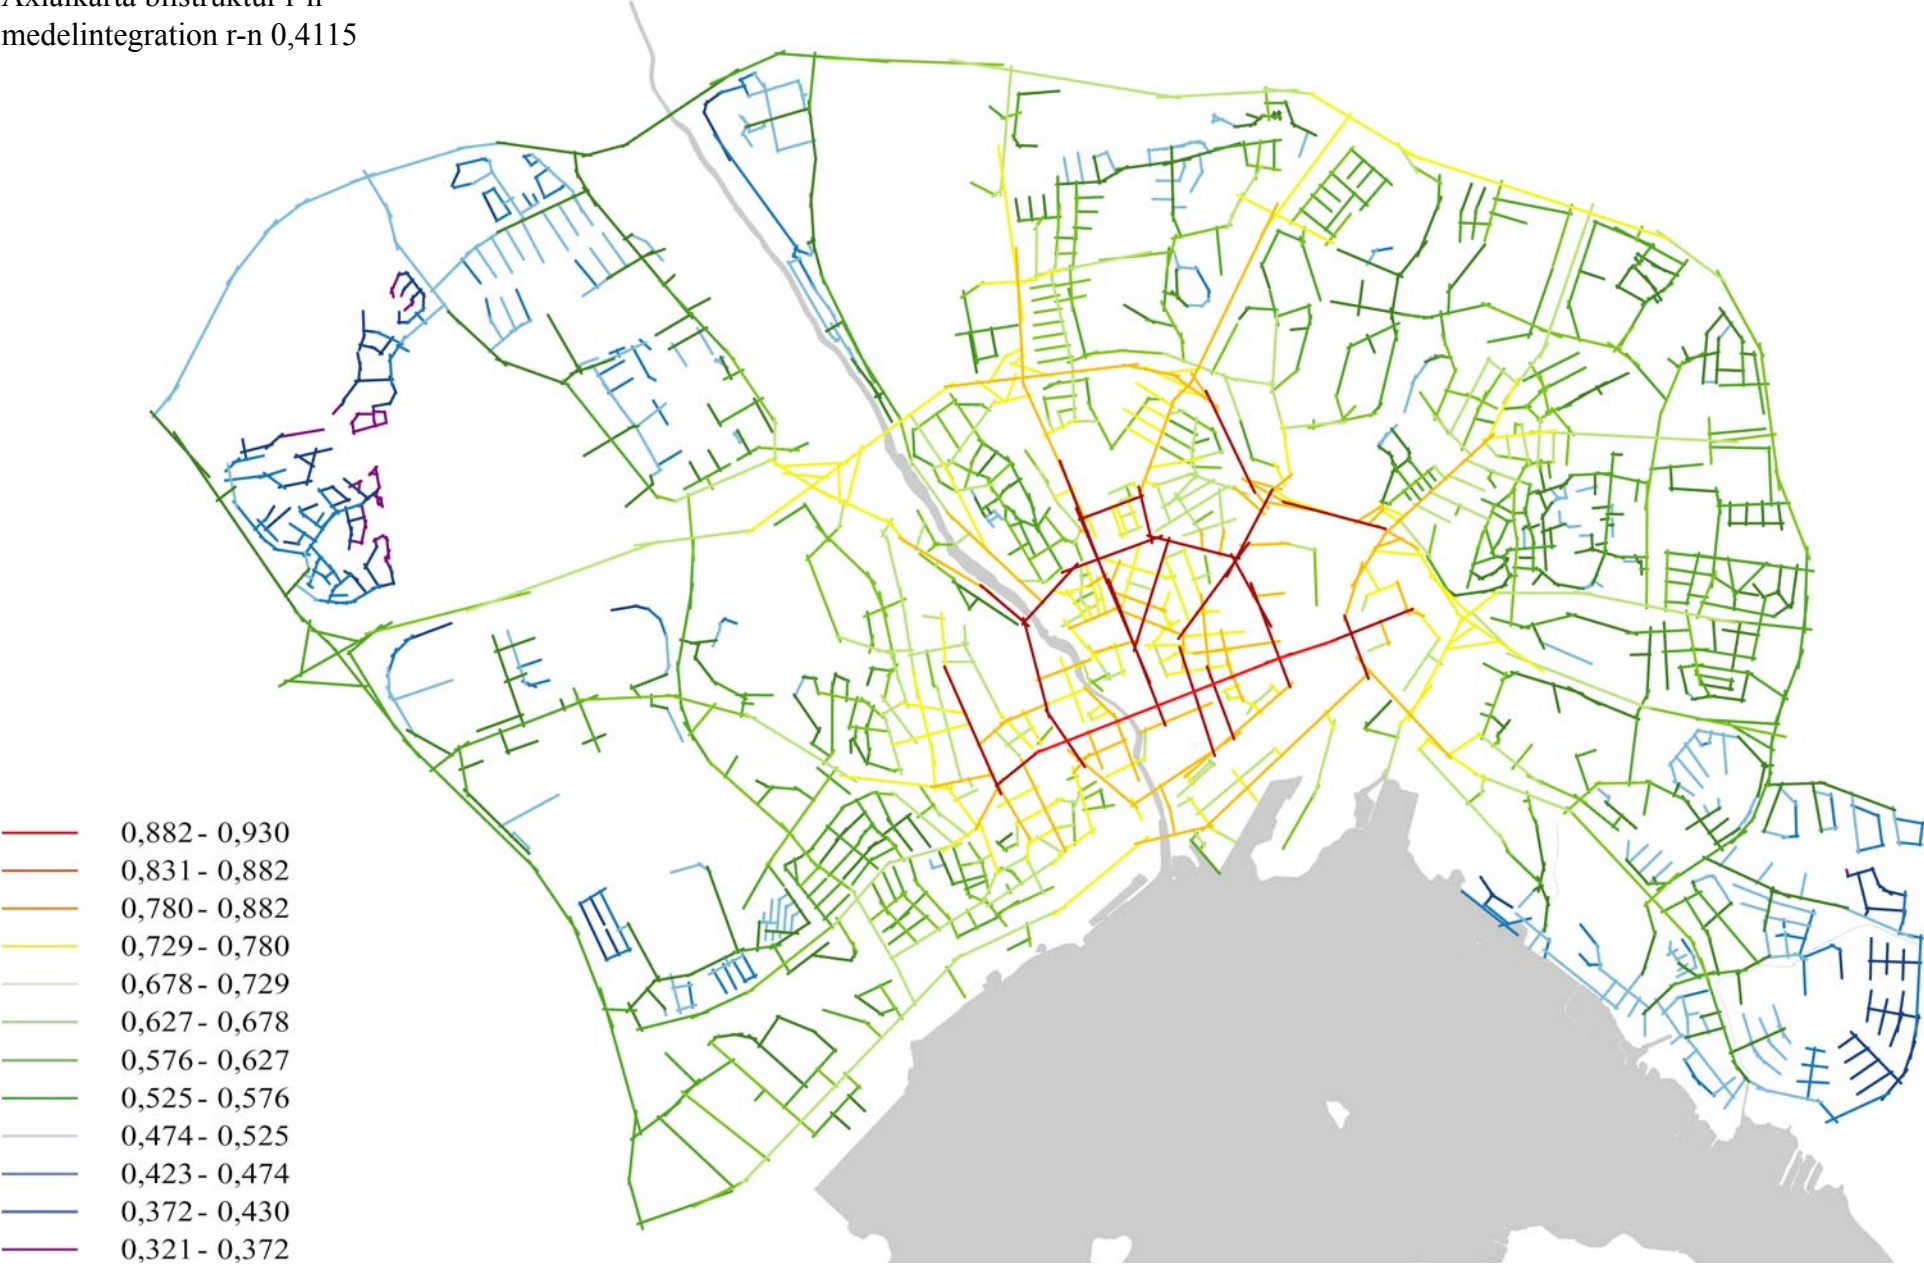 Axialkarta bilstruktur r-n
medelintegration r-n 0,4115
0,882 - 0,930
0,831 - 0,882
0,780 - 0,882
0,729 - 0,780
0,678 - 0,729
0,627 - 0,678
0,576 - 0,627
0,525 - 0,576
0,474 - 0,525
0,423 - 0,474
0,372 - 0,430
0,321 - 0,372